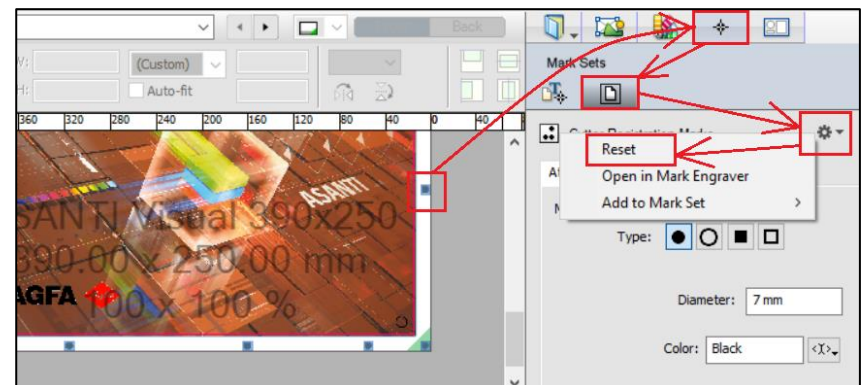 Back
Mark Sets
(Custom)
Auto-fit
360 320 280 240 200 160 120 80 40 0 40
Reset
Open in Mark Engraver
Add to Mark Set
Type:
Diameter: 7 mm
Color: Black
ASANTI
ASANTI Visual 390x250
390.00 x 250.00 mm
100 x 100 %
AGFA